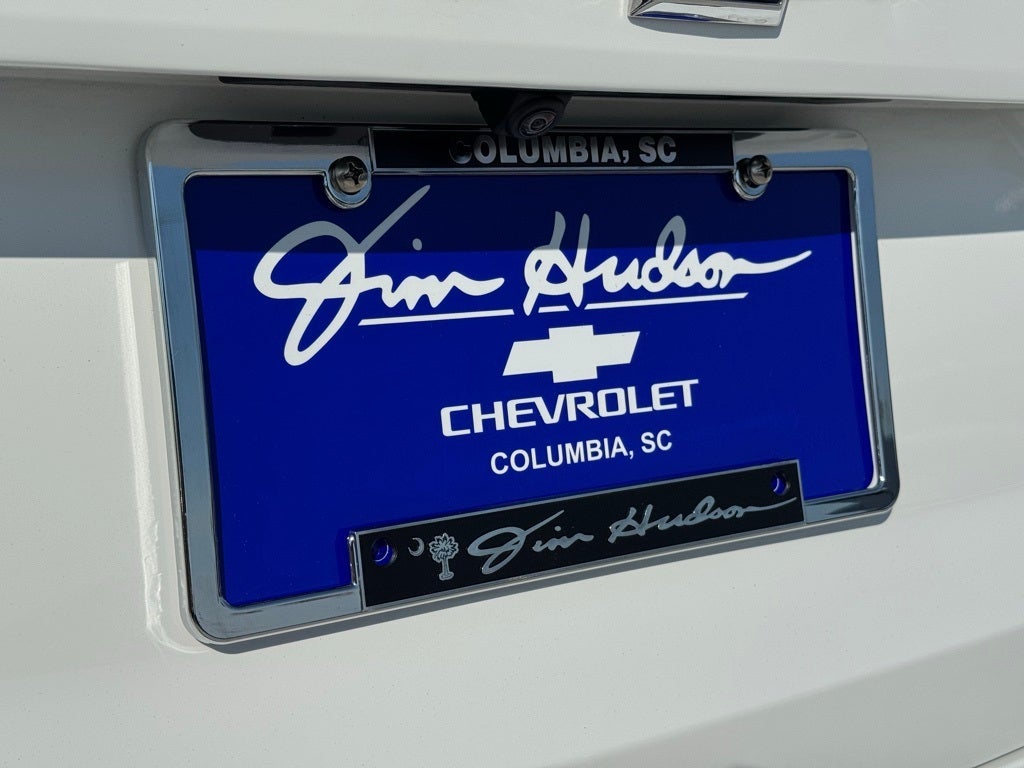 COLUMBIA, SC
Jim Hudson
CHEVROLET
COLUMBIA, SC
Jim Hudson